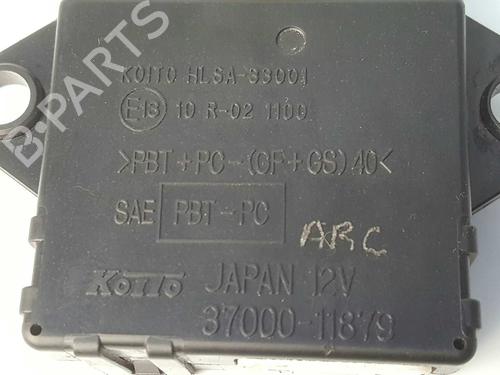 KOITO HLSA-SS001
E13 10 R-02 1100
>PBT+PC-(GF+GS)40<
SAE PBT-PC
ARC
KOITO JAPAN 12V
37000-11879
B-PARTS